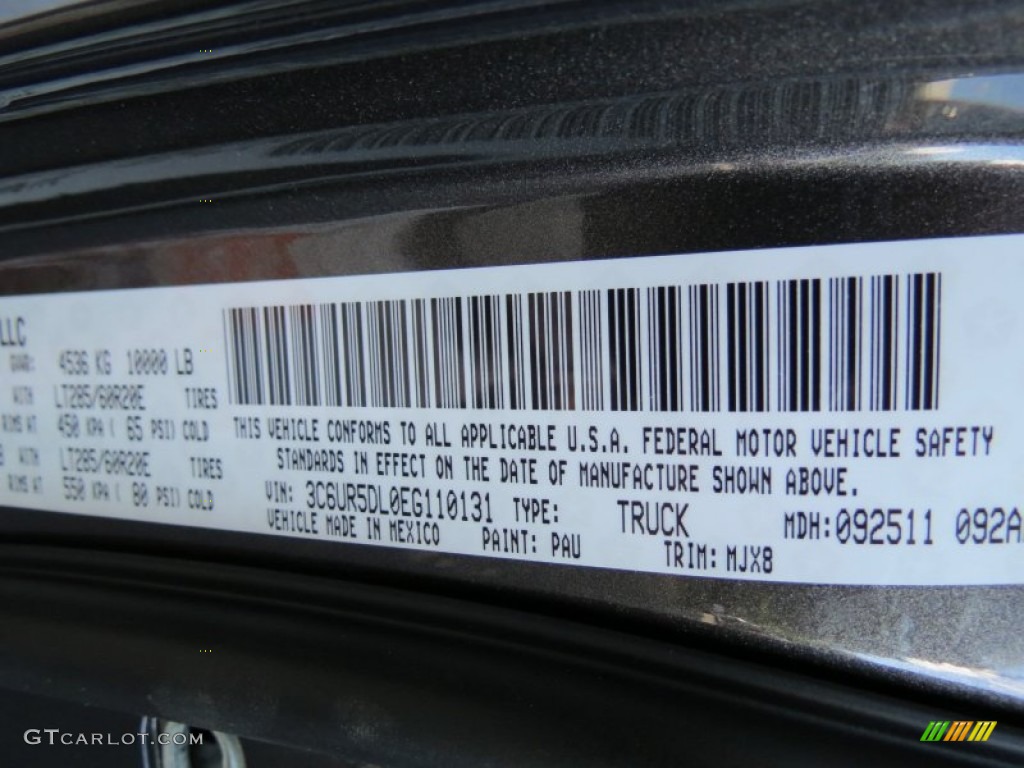 LLC
GVWR: 4536 KG 10000 LB
WITH LT285/60R20E TIRES
RIMS AT 450 KPA ( 65 PSI) COLD
WITH LT285/60R20E TIRES
RIMS AT 550 KPA ( 80 PSI) COLD
THIS VEHICLE CONFORMS TO ALL APPLICABLE U.S.A. FEDERAL MOTOR VEHICLE SAFETY
STANDARDS IN EFFECT ON THE DATE OF MANUFACTURE SHOWN ABOVE.
VIN: 3C6UR5DL0EG110131 TYPE: TRUCK MDH:092511 092A
VEHICLE MADE IN MEXICO PAINT: PAU TRIM: MJX8
GTCARLOT.COM